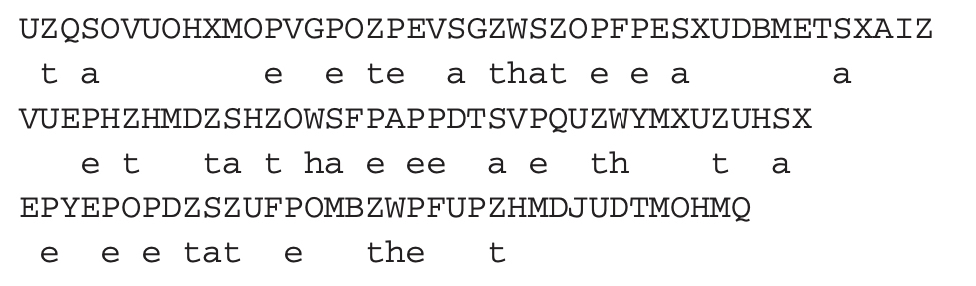 UZQSOVUOHXMOPVGPOZPEVSGZWSZOPFPESXUDBMETSXAIZ
t a e e te a that e e a a
VUEPHZHMDZSHZOWSFPAPPDTSVPQUZWYMXUZUHSX
e t ta t ha e ee a e th t a
EPYEPOPDZSZUFPOMBZWPFUPZHMDJUDTMOHMQ
e e e tat e the t